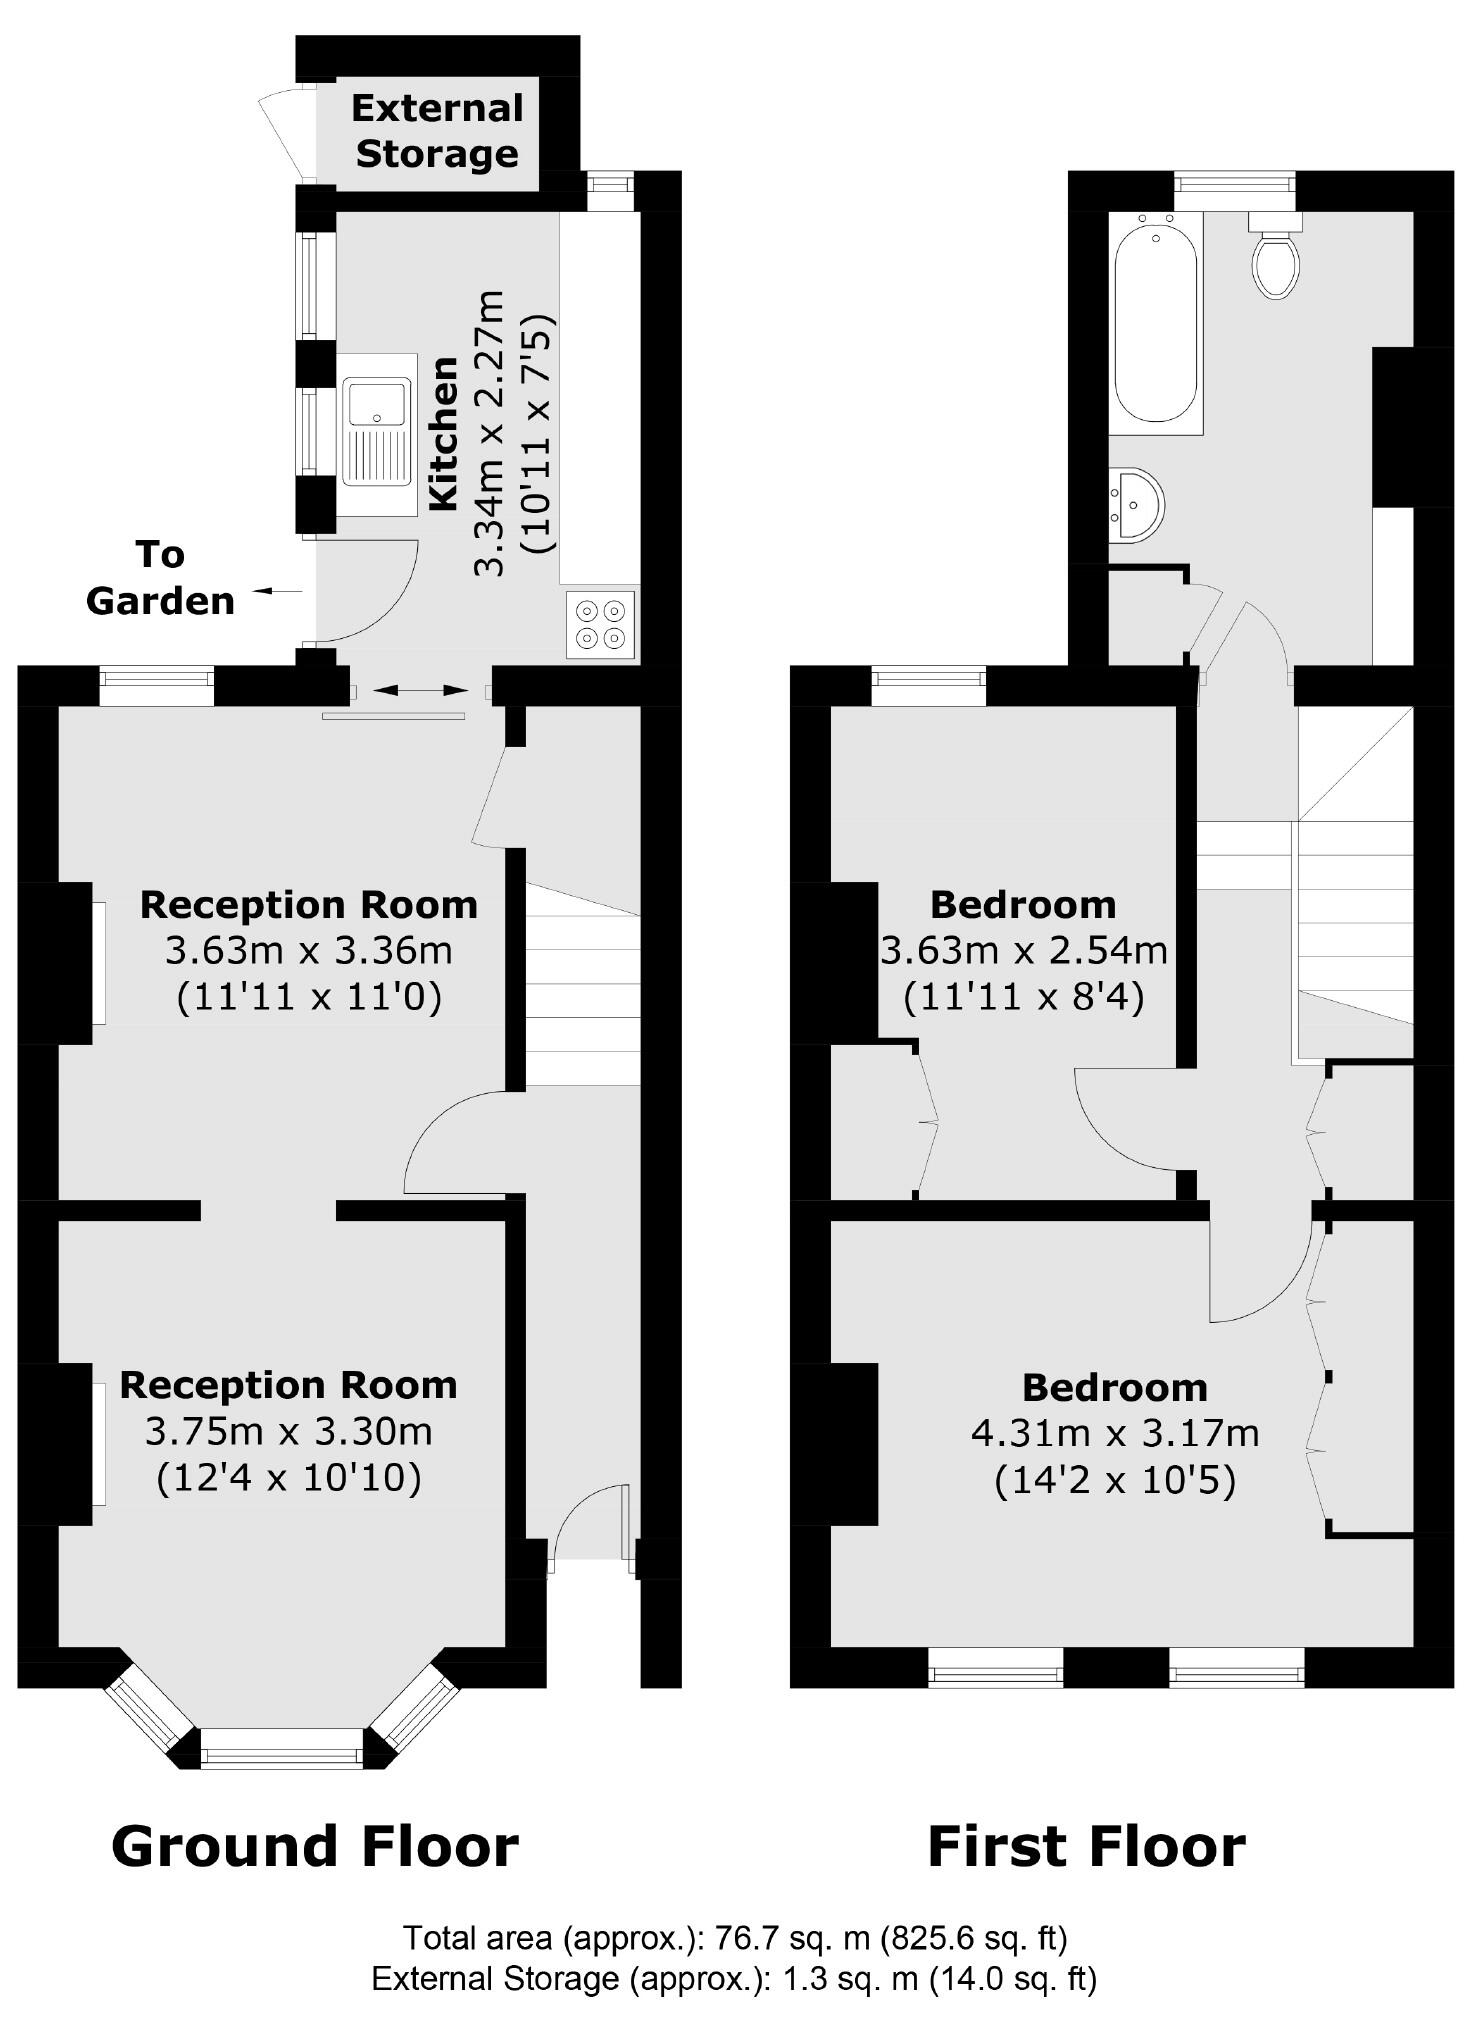 External
Storage
Kitchen
3.34m x 2.27m
(10'11 x 7'5)
To
Garden
Reception Room
3.63m x 3.36m
(11'11 x 11'0)
Reception Room
3.75m x 3.30m
(12'4 x 10'10)
Ground Floor
Bedroom
3.63m x 2.54m
(11'11 x 8'4)
Bedroom
4.31m x 3.17m
(14'2 x 10'5)
First Floor
Total area (approx.): 76.7 sq. m (825.6 sq. ft)
External Storage (approx.): 1.3 sq. m (14.0 sq. ft)